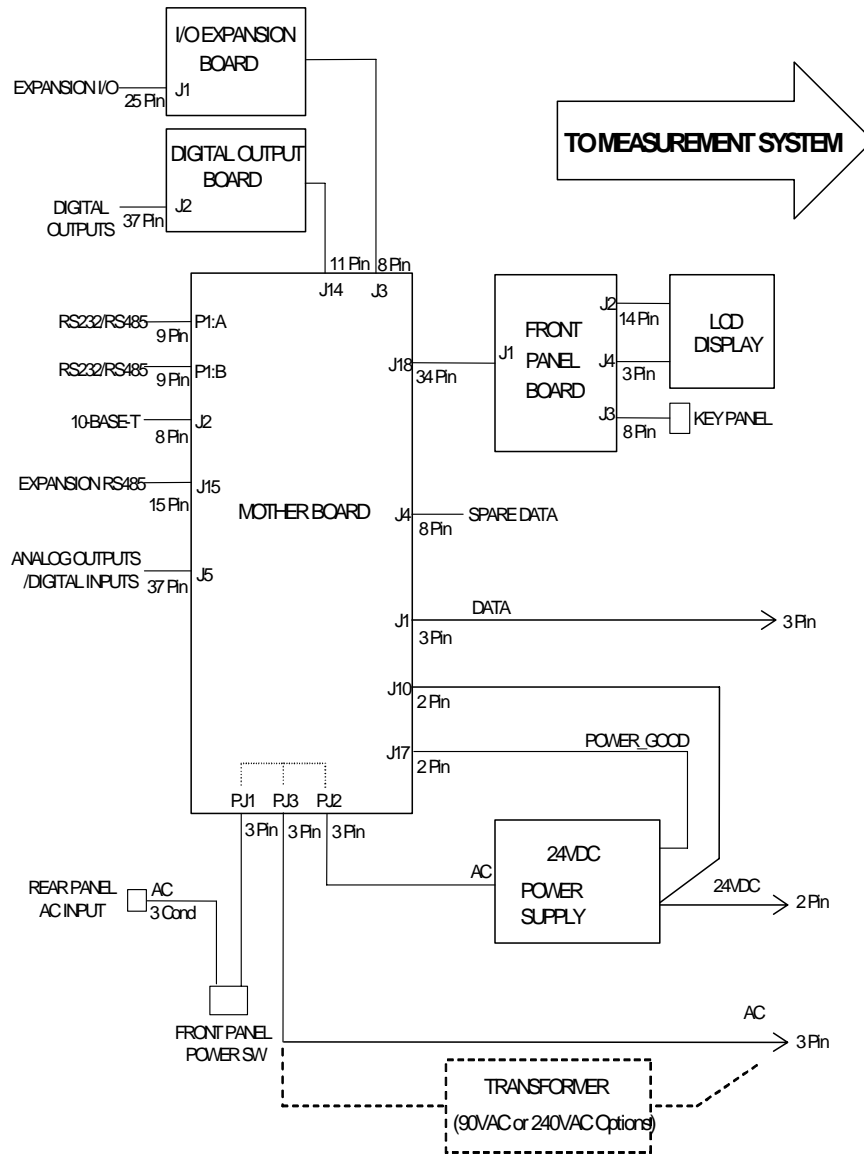 I/O EXPANSION
BOARD
EXPANSION I/O
J1
25 Pin
TO MEASUREMENT SYSTEM
DIGITAL OUTPUT
BOARD
DIGITAL
OUTPUTS
J2
37 Pin
11 Pin
8 Pin
J14
J3
RS232/RS485
P1:A
9 Pin
RS232/RS485
P1:B
9 Pin
10-BASE-T
J2
8 Pin
EXPANSION RS485
J15
15 Pin
ANALOG OUTPUTS
/DIGITAL INPUTS
J5
37 Pin
MOTHER BOARD
J18
34 Pin
J1
FRONT
PANEL
BOARD
J2
14 Pin
J4
3 Pin
J3
8 Pin
LCD
DISPLAY
KEY PANEL
J4
8 Pin
SPARE DATA
J1
3 Pin
DATA
3 Pin
J10
2 Pin
J17
2 Pin
POWER_GOOD
PJ1
PJ3
PJ2
3 Pin
3 Pin
3 Pin
AC
24VDC
POWER
SUPPLY
24VDC
2 Pin
REAR PANEL
AC INPUT
AC
3 Cond
FRONT PANEL
POWER SW
AC
3 Pin
TRANSFORMER
(90VAC or 240VAC Options)